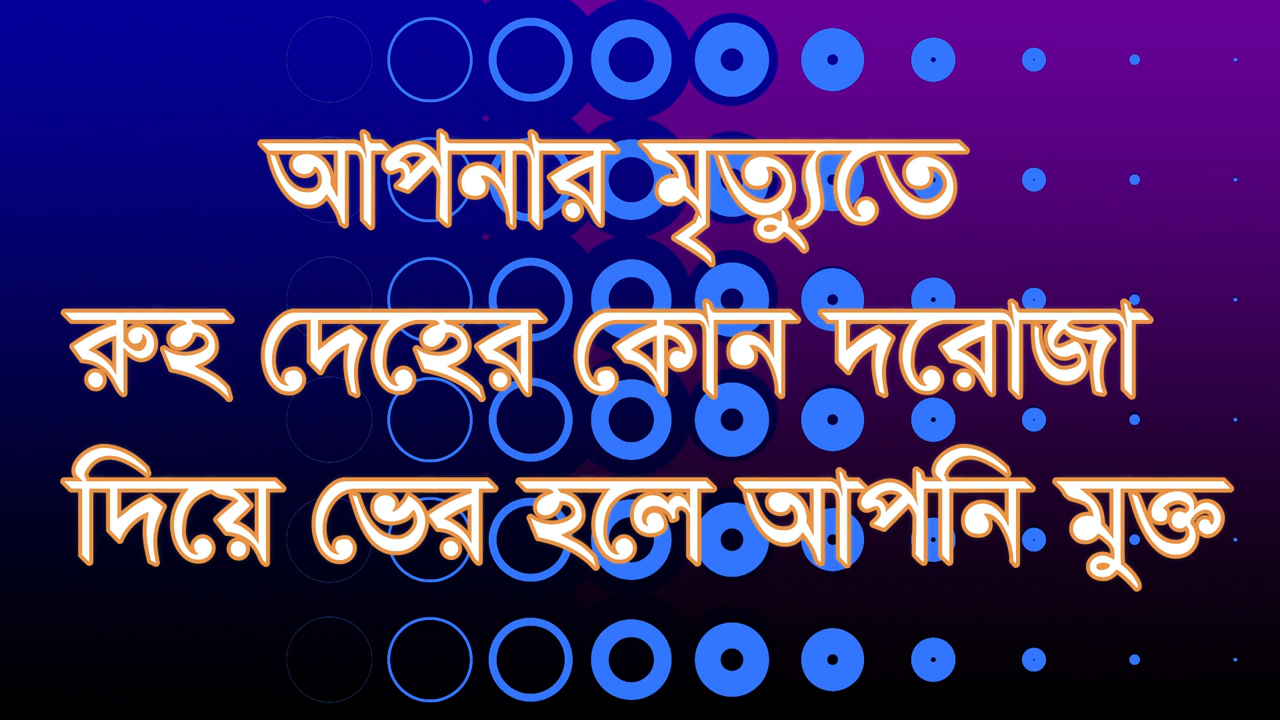 আপনার মৃত্যুতে
রুহ দেহের কোন দরোজা
দিয়ে ভের হলে আপনি মুক্ত